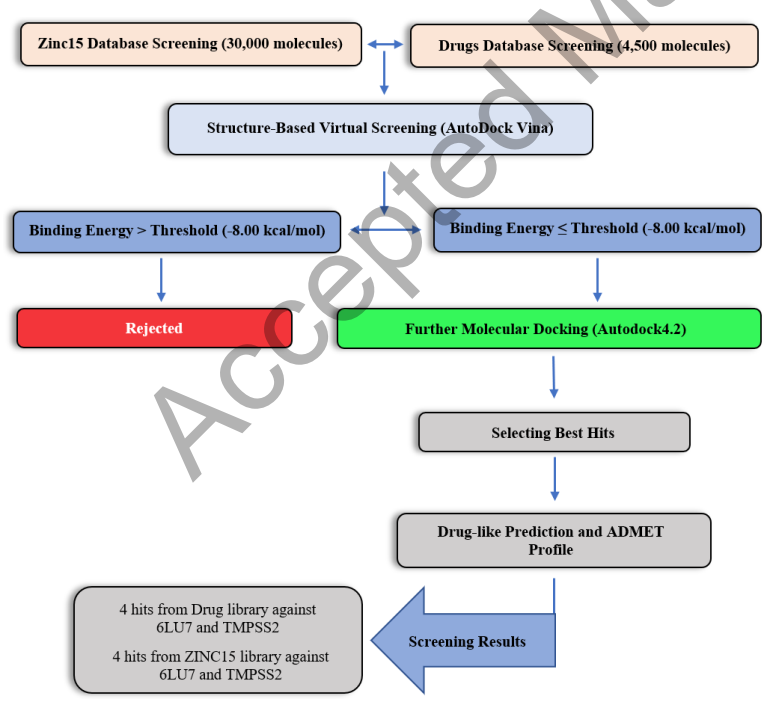 Zinc15 Database Screening (30,000 molecules)
Drugs Database Screening (4,500 molecules)
Structure-Based Virtual Screening (AutoDock Vina)
Binding Energy > Threshold (-8.00 kcal/mol)
Binding Energy ≤ Threshold (-8.00 kcal/mol)
Rejected
Further Molecular Docking (Autodock4.2)
Selecting Best Hits
Drug-like Prediction and ADMET
Profile
4 hits from Drug library against
6LU7 and TMPSS2
4 hits from ZINC15 library against
6LU7 and TMPSS2
Screening Results
Accepted